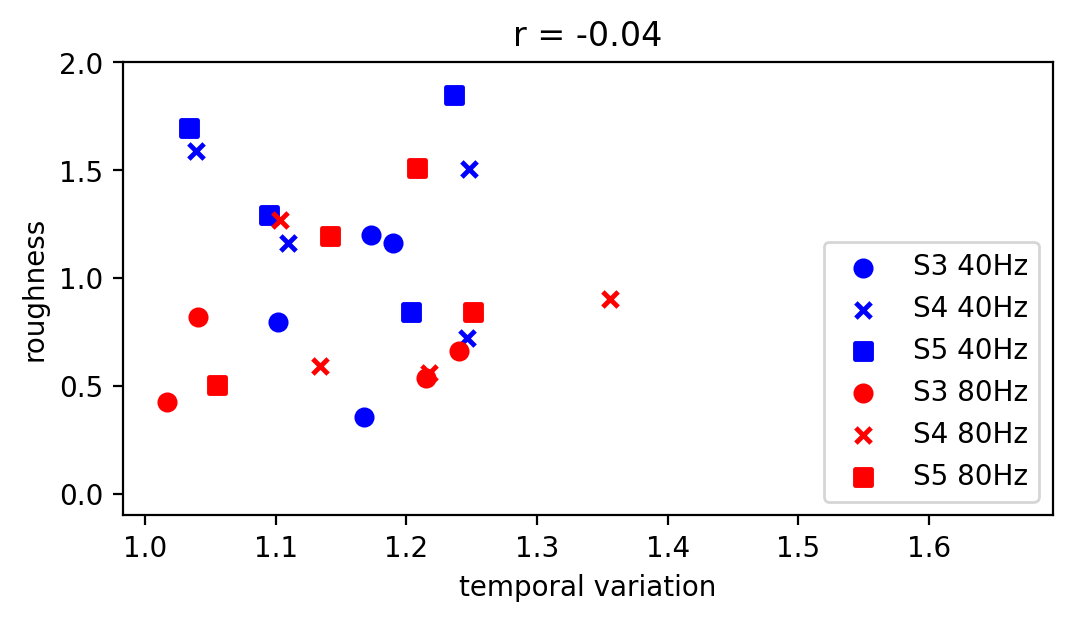 r = -0.04
roughness
2.0
1.5
1.0
0.5
0.0
S3 40Hz
S4 40Hz
S5 40Hz
S3 80Hz
S4 80Hz
S5 80Hz
1.0 1.1 1.2 1.3 1.4 1.5 1.6
temporal variation